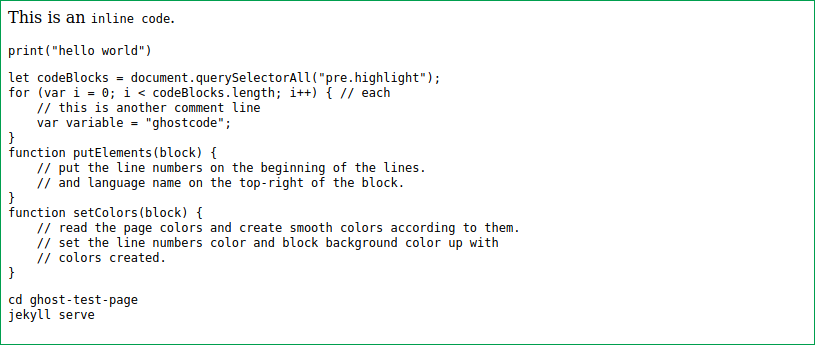 This is an inline code.
print("hello world")
let codeBlocks = document.querySelectorAll("pre.highlight");
for (var i = 0; i < codeBlocks.length; i++) { // each
    // this is another comment line
    var variable = "ghostcode";
}
function putElements(block) {
    // put the line numbers on the beginning of the lines.
    // and language name on the top-right of the block.
}
function setColors(block) {
    // read the page colors and create smooth colors according to them.
    // set the line numbers color and block background color up with
    // colors created.
}
cd ghost-test-page
jekyll serve